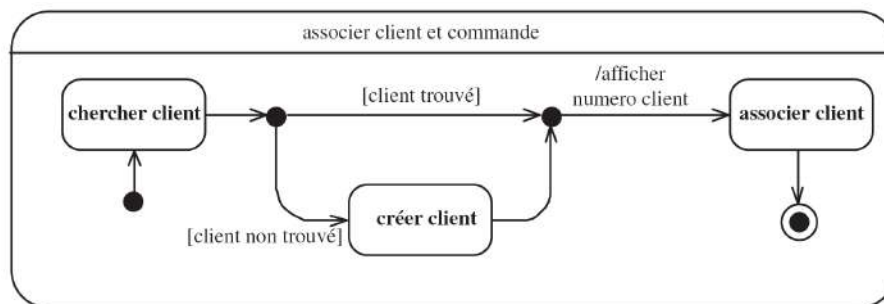 associer client et commande
chercher client
[client trouvé]
/afficher
numero client
associer client
[client non trouvé]
créer client